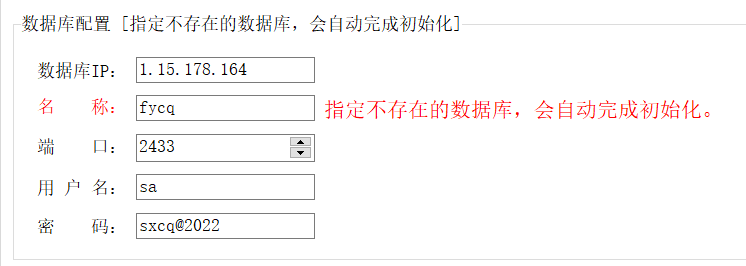 数据库配置 [指定不存在的数据库，会自动完成初始化]
数据库IP： 1.15.178.164
名 称： fycq 指定不存在的数据库，会自动完成初始化。
端 口： 2433
用 户 名： sa
密 码： sxcq@2022